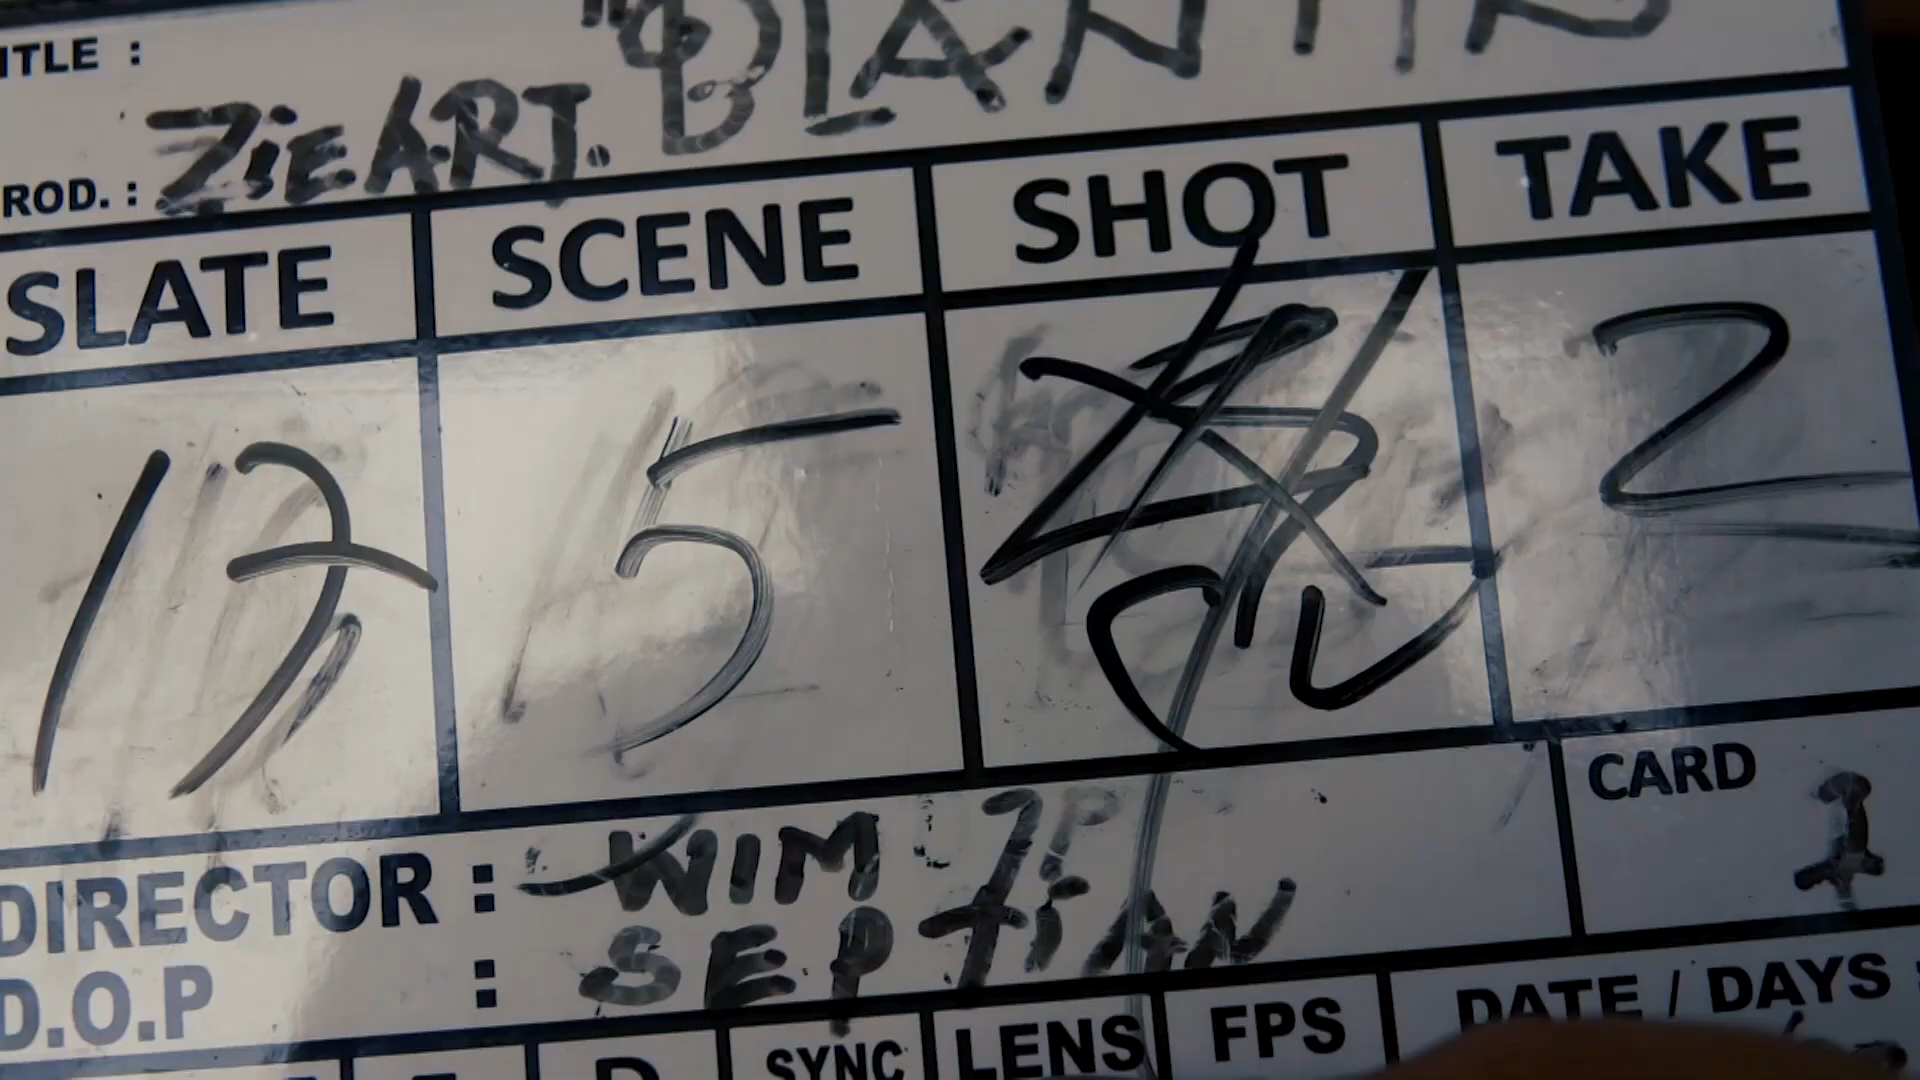 ITLE :
ROD. : ZiEART.
SLATE SCENE SHOT TAKE
13 5 CU 2
CARD
DIRECTOR : WIM
D.O.P : SEPTIAN
SYNC LENS FPS DATE / DAYS :